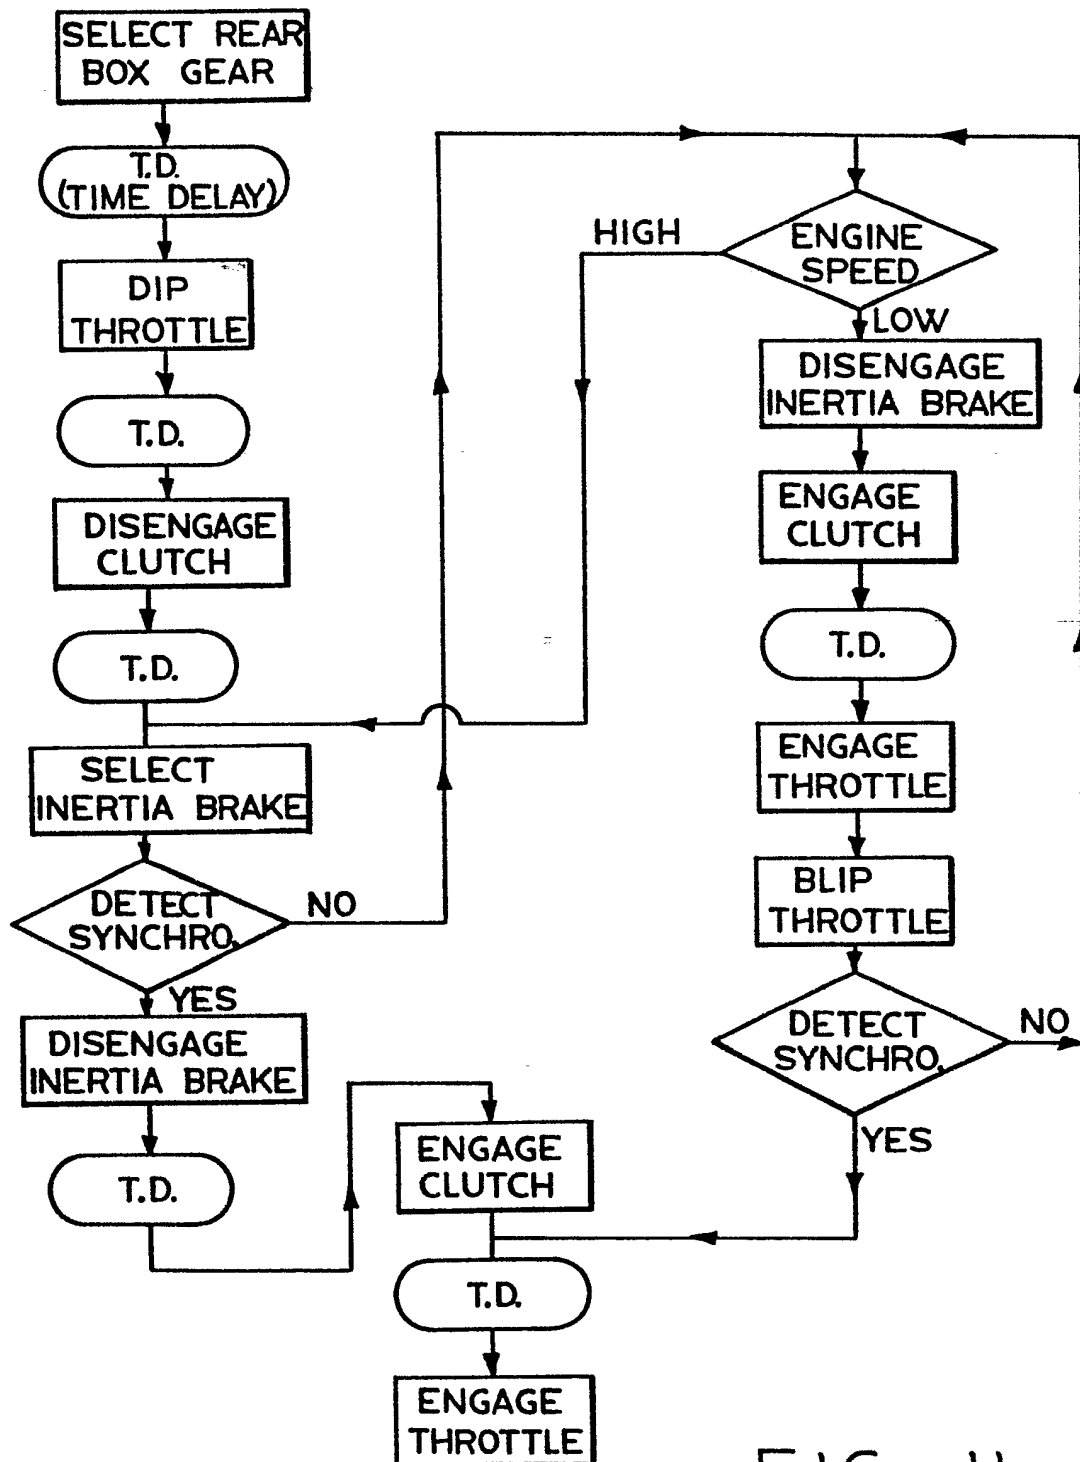 SELECT REAR
BOX GEAR
T.D.
(TIME DELAY)
DIP
THROTTLE
T.D.
DISENGAGE
CLUTCH
T.D.
SELECT
INERTIA BRAKE
DETECT
SYNCHRO.
NO
YES
DISENGAGE
INERTIA BRAKE
T.D.
ENGAGE
CLUTCH
T.D.
ENGAGE
THROTTLE
HIGH
ENGINE
SPEED
LOW
DISENGAGE
INERTIA BRAKE
ENGAGE
CLUTCH
T.D.
ENGAGE
THROTTLE
BLIP
THROTTLE
DETECT
SYNCHRO.
NO
YES